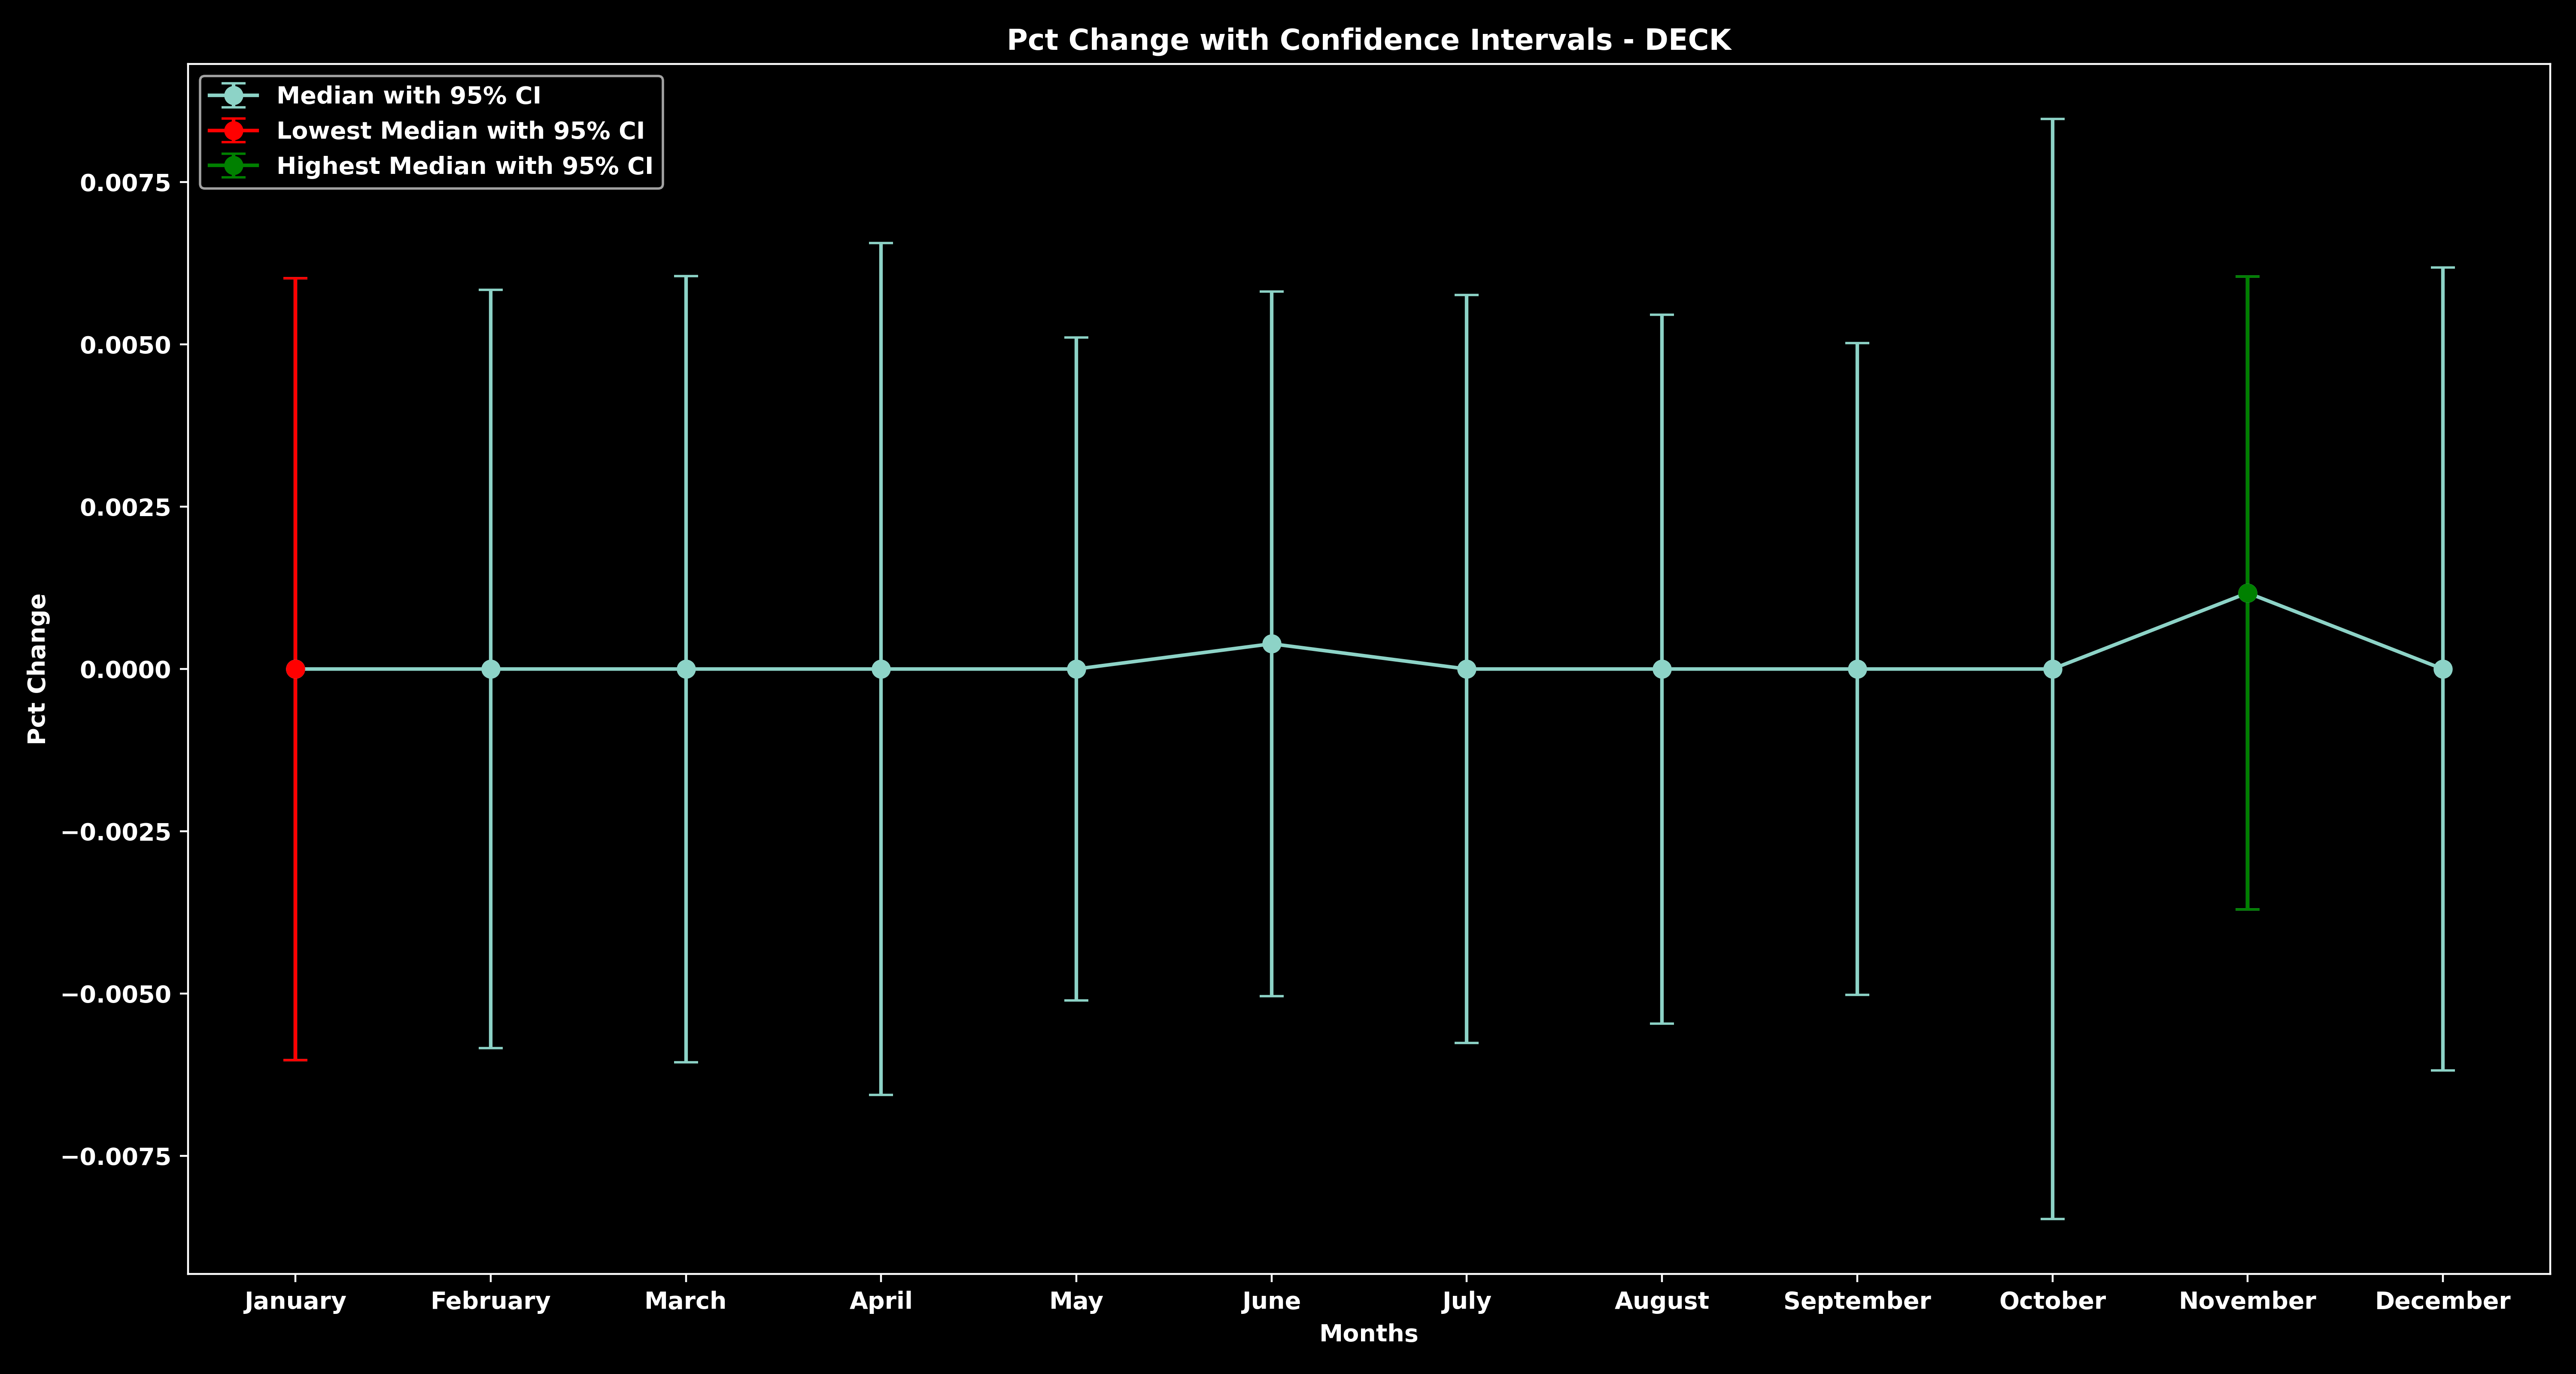 Pct Change with Confidence Intervals - DECK
Median with 95% CI
Lowest Median with 95% CI
Highest Median with 95% CI
Pct Change
0.0075
0.0050
0.0025
0.0000
−0.0025
−0.0050
−0.0075
January February March April May June July August September October November December
Months